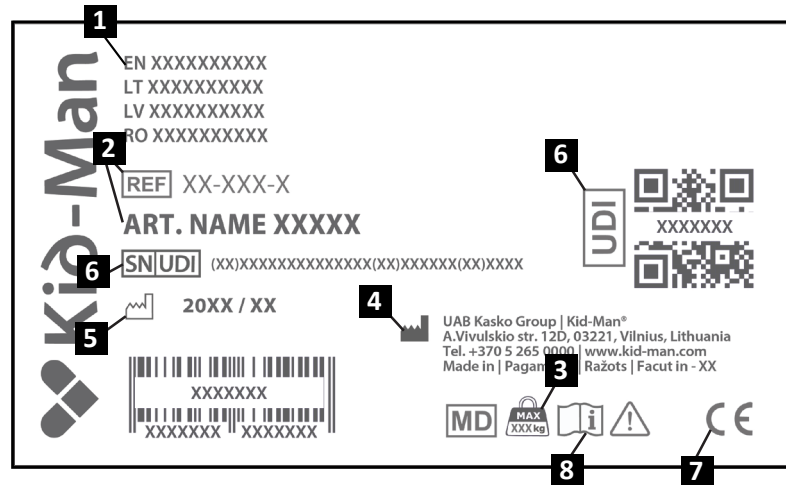 1
EN XXXXXXXXXX
LT XXXXXXXXXX
LV XXXXXXXXXX
RO XXXXXXXXXX
Kid-Man
2
REF XX-XXX-X
ART. NAME XXXXX
6
SN UDI (XX)XXXXXXXXXXXXXX(XX)XXXXXX(XX)XXXX
5
20XX / XX
XXXXXXX
XXXXXXX XXXXXXX
6
UDI
XXXXXXX
4
UAB Kasko Group | Kid-Man®
A.Vivulskio str. 12D, 03221, Vilnius, Lithuania
Tel. +370 5 265 0000 | www.kid-man.com
Made in | Ražots | Facut in - XX
3
MD
MAX
XXX kg
i
!
CE
8
7